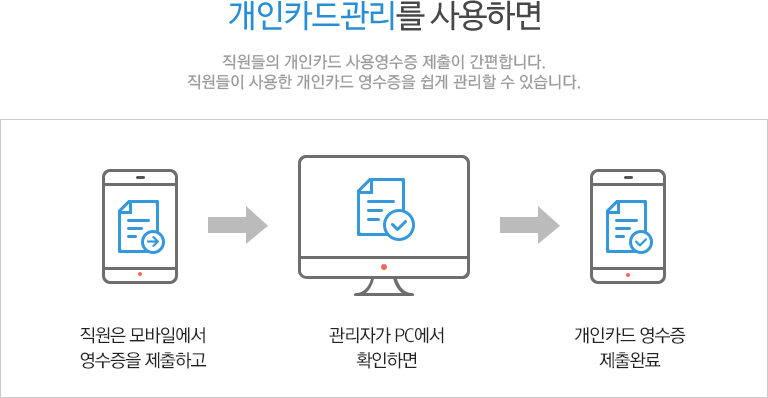 개인카드관리를 사용하면
직원들의 개인카드 사용영수증 제출이 간편합니다.
직원들이 사용한 개인카드 영수증을 쉽게 관리할 수 있습니다.
직원은 모바일에서
영수증을 제출하고
관리자가 PC에서
확인하면
개인카드 영수증
제출완료